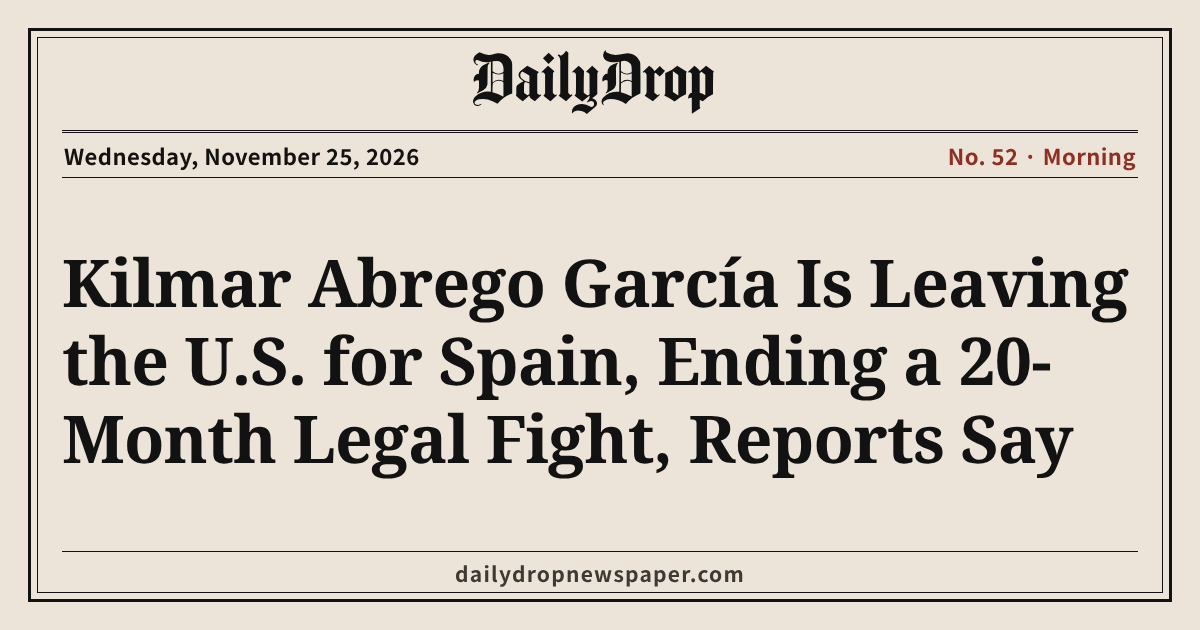 DailyDrop
Wednesday, November 25, 2026
No. 52 · Morning
Kilmar Abrego García Is Leaving
the U.S. for Spain, Ending a 20-
Month Legal Fight, Reports Say
dailydropnewspaper.com